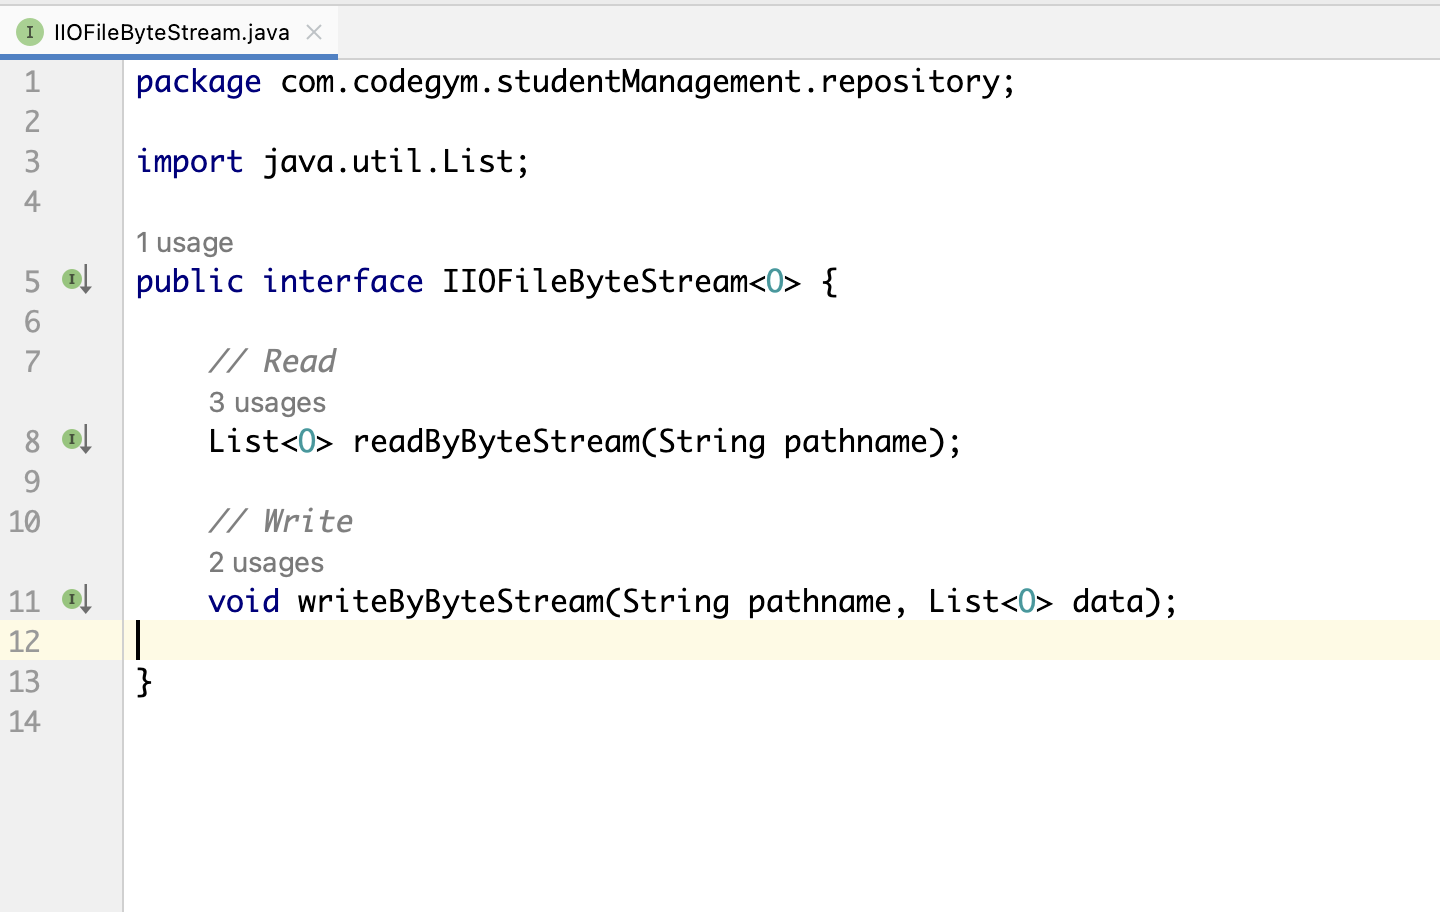 IIOFileByteStream.java
1 package com.codegym.studentManagement.repository;
2
3 import java.util.List;
4
1 usage
5 public interface IIOFileByteStream<O> {
6
7 // Read
3 usages
8 List<O> readByByteStream(String pathname);
9
10 // Write
2 usages
11 void writeByByteStream(String pathname, List<O> data);
12
13 }
14